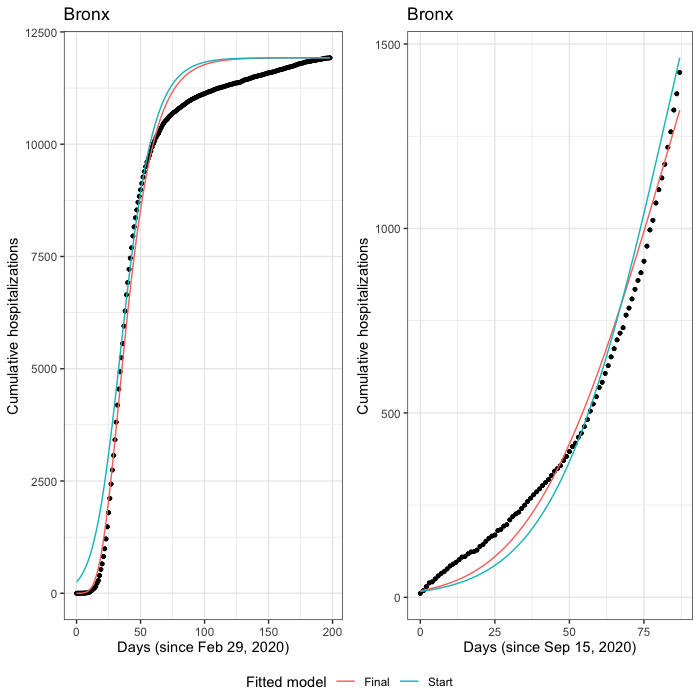 Bronx
12500
10000
7500
5000
2500
0
Cumulative hospitalizations
0 50 100 150 200
Days (since Feb 29, 2020)
Bronx
1500
1000
500
0
Cumulative hospitalizations
0 25 50 75
Days (since Sep 15, 2020)
Fitted model Final Start